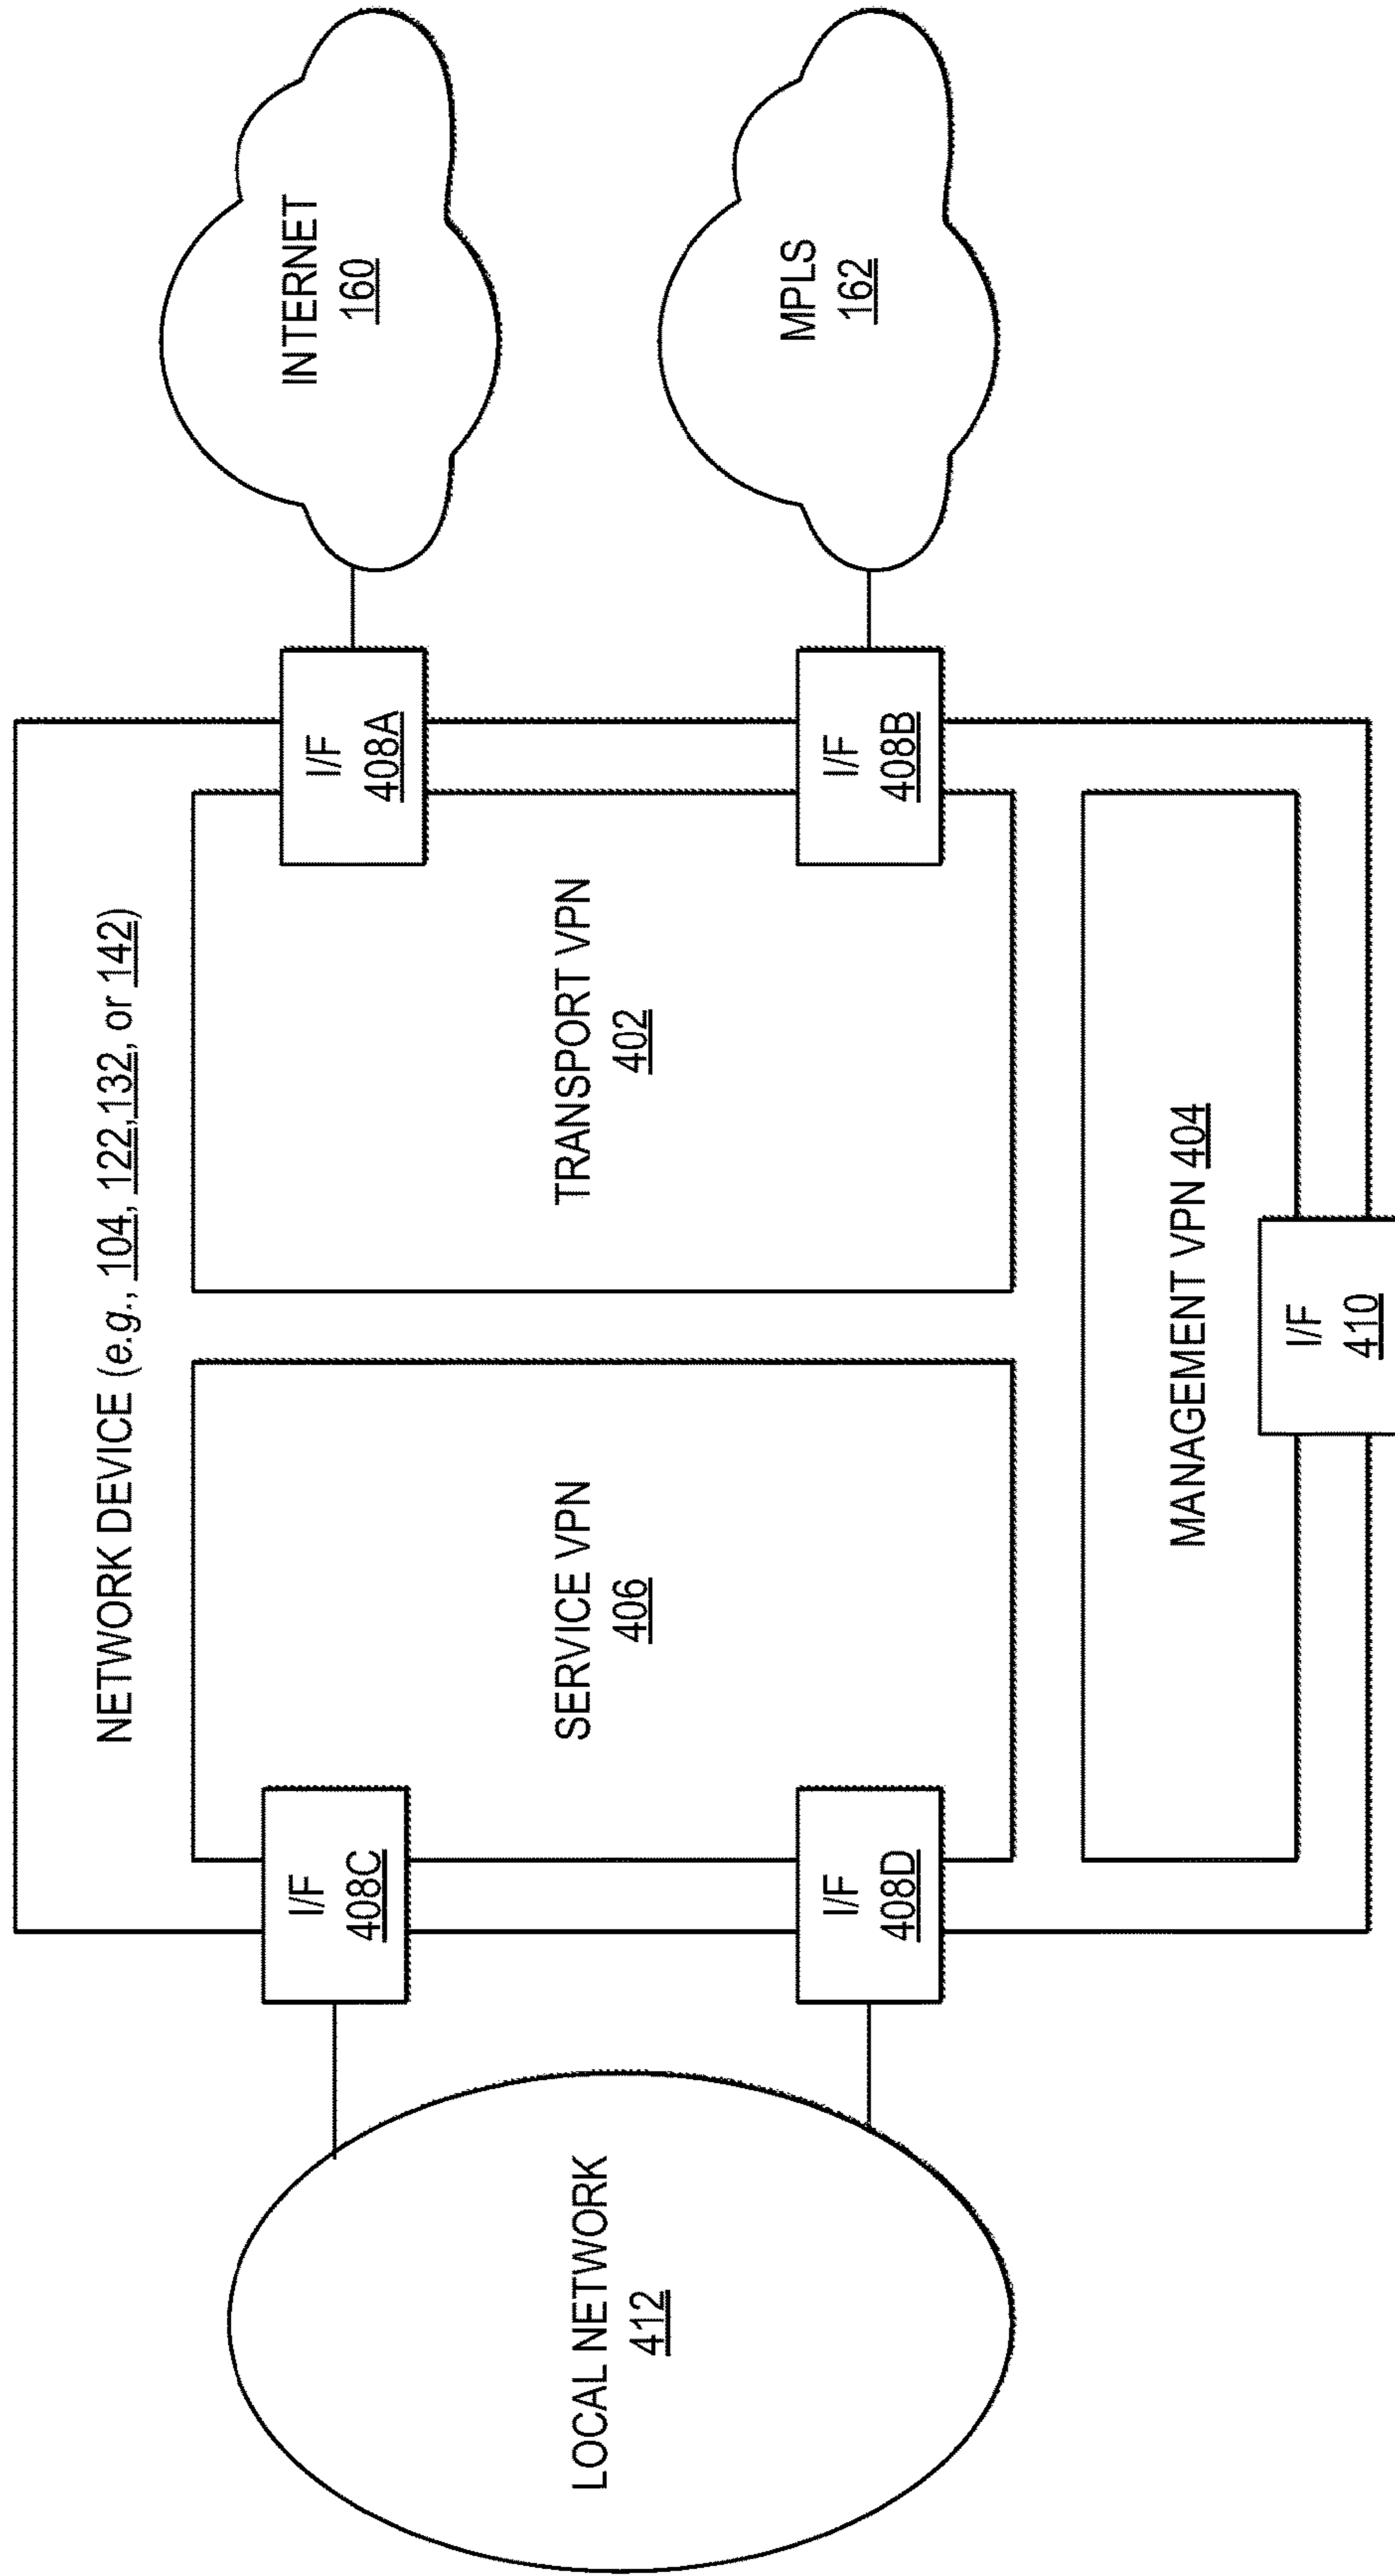 NETWORK DEVICE (e.g., 104, 122,132, or 142)
INTERNET
160
I/F
408C
I/F
408A
LOCAL NETWORK
412
SERVICE VPN
406
TRANSPORT VPN
402
I/F
408D
I/F
408B
MPLS
162
MANAGEMENT VPN 404
I/F
410